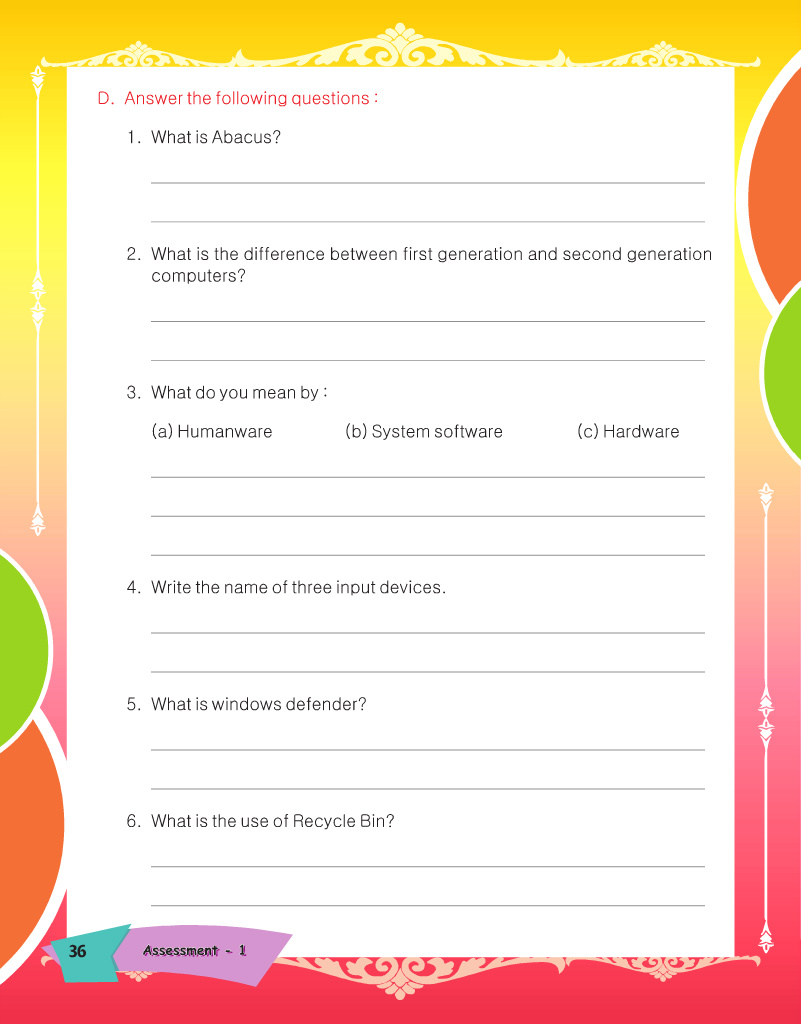 D. Answer the following questions :
1. What is Abacus?
2. What is the difference between first generation and second generation
computers?
3. What do you mean by :
(a) Humanware (b) System software (c) Hardware
4. Write the name of three input devices.
5. What is windows defender?
6. What is the use of Recycle Bin?
36 Assessment - 1